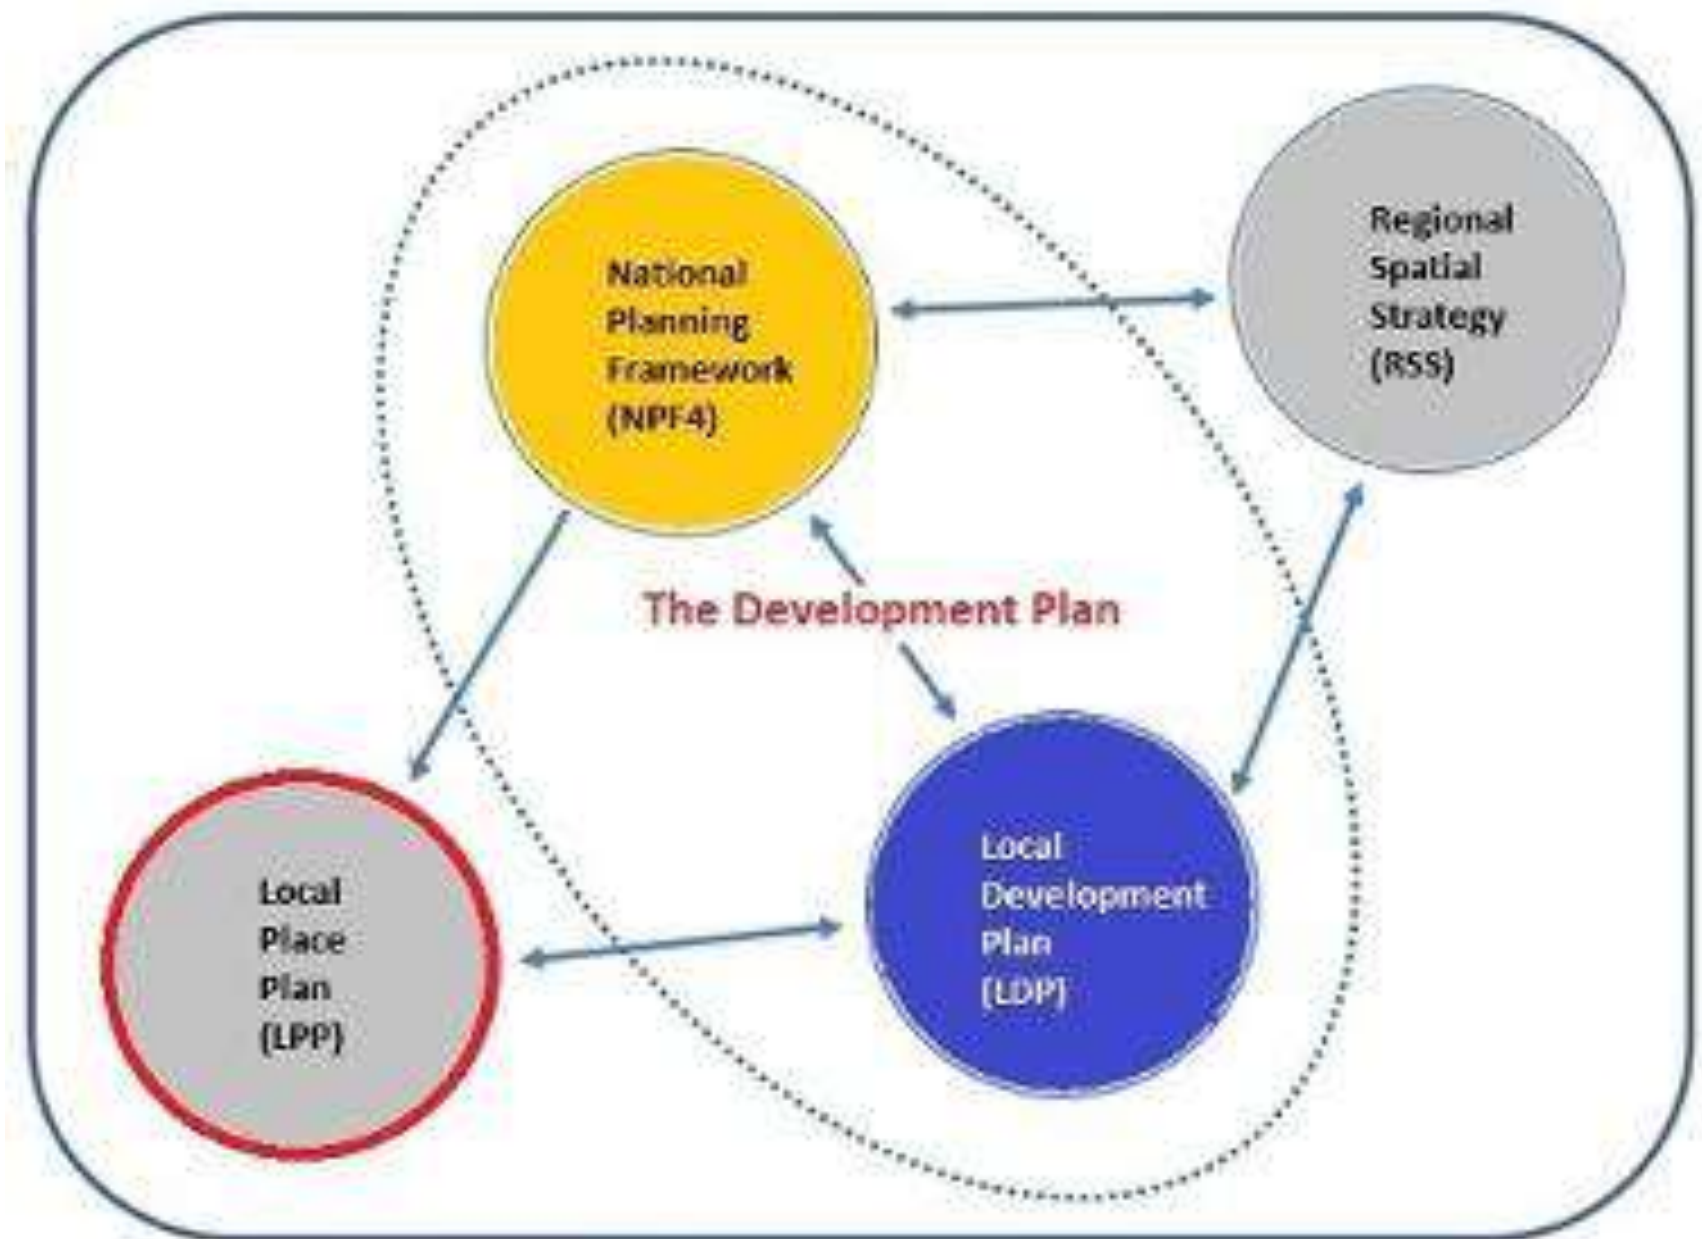 National
Planning
Framework
(NPF4)
Regional
Spatial
Strategy
(RSS)
The Development Plan
Local
Place
Plan
(LPP)
Local
Development
Plan
(LDP)